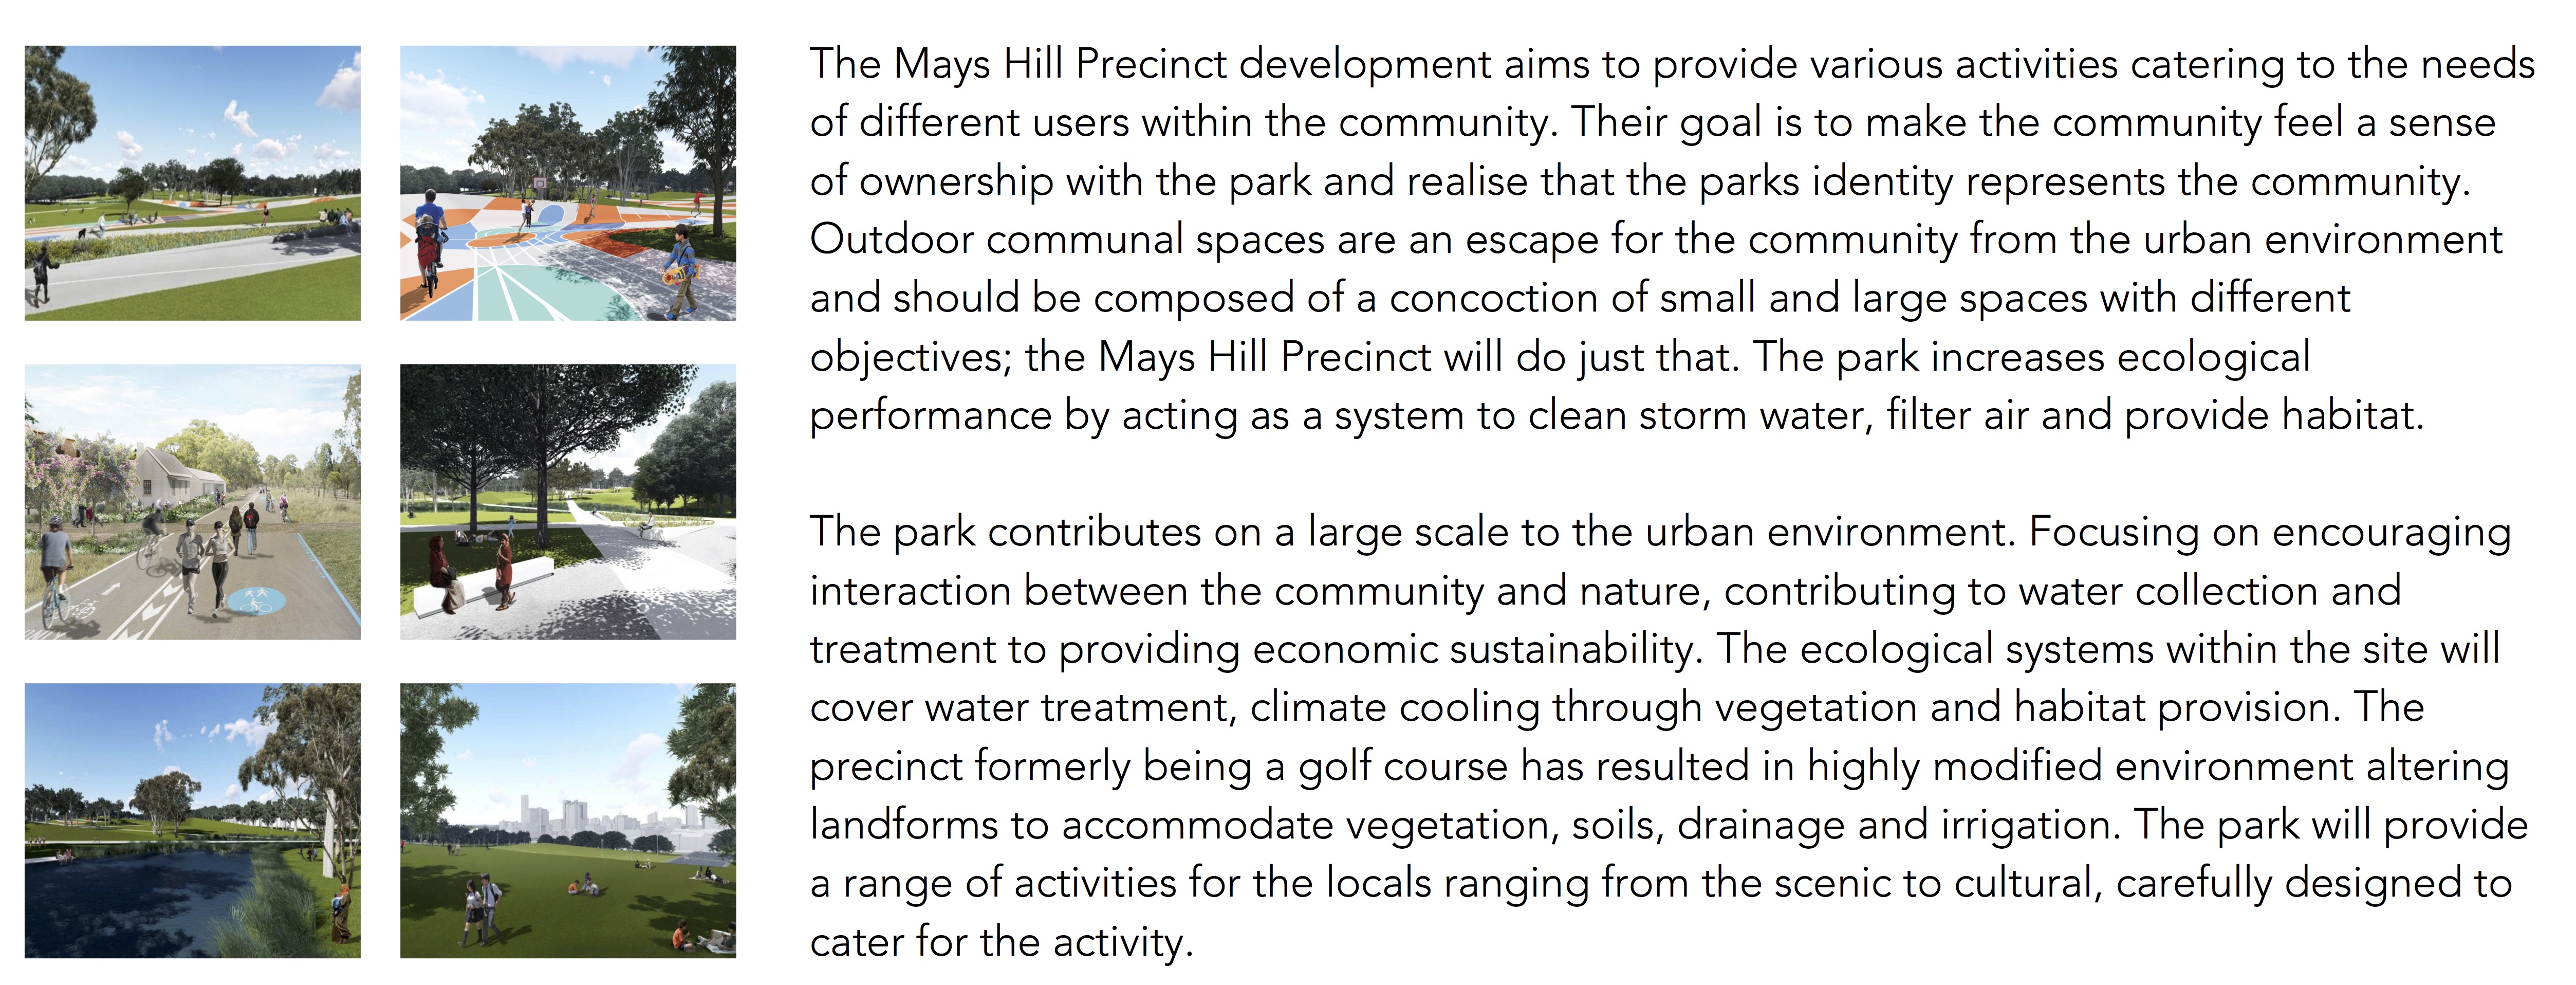 The Mays Hill Precinct development aims to provide various activities catering to the needs
of different users within the community. Their goal is to make the community feel a sense
of ownership with the park and realise that the parks identity represents the community.
Outdoor communal spaces are an escape for the community from the urban environment
and should be composed of a concoction of small and large spaces with different
objectives; the Mays Hill Precinct will do just that. The park increases ecological
performance by acting as a system to clean storm water, filter air and provide habitat.
The park contributes on a large scale to the urban environment. Focusing on encouraging
interaction between the community and nature, contributing to water collection and
treatment to providing economic sustainability. The ecological systems within the site will
cover water treatment, climate cooling through vegetation and habitat provision. The
precinct formerly being a golf course has resulted in highly modified environment altering
landforms to accommodate vegetation, soils, drainage and irrigation. The park will provide
a range of activities for the locals ranging from the scenic to cultural, carefully designed to
cater for the activity.